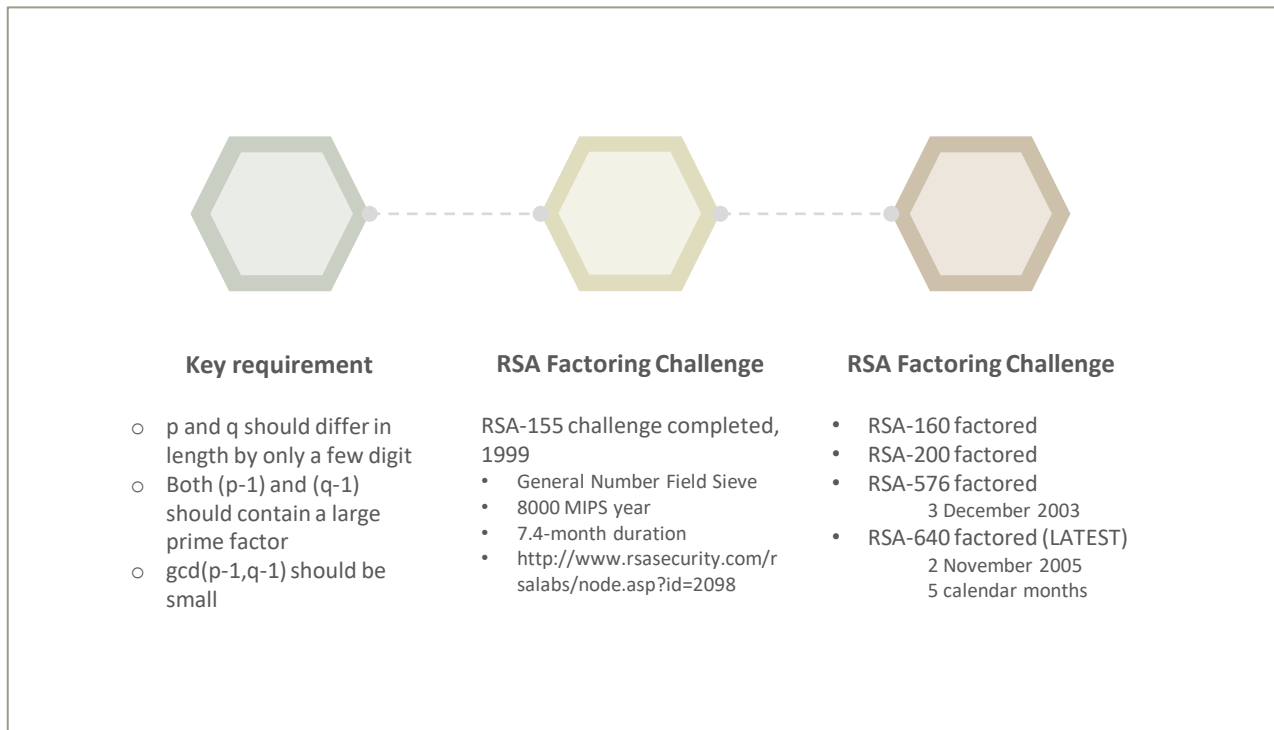 Key requirement
○ p and q should differ in
length by only a few digit
○ Both (p-1) and (q-1)
should contain a large
prime factor
○ gcd(p-1,q-1) should be
small
RSA Factoring Challenge
RSA-155 challenge completed,
1999
• General Number Field Sieve
• 8000 MIPS year
• 7.4-month duration
• http://www.rsasecurity.com/r
salabs/node.asp?id=2098
RSA Factoring Challenge
• RSA-160 factored
• RSA-200 factored
• RSA-576 factored
3 December 2003
• RSA-640 factored (LATEST)
2 November 2005
5 calendar months